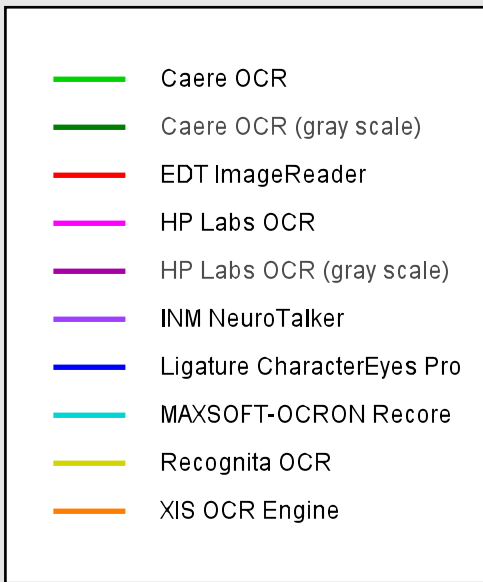 Caere OCR
Caere OCR (gray scale)
EDT ImageReader
HP Labs OCR
HP Labs OCR (gray scale)
INM NeuroTalker
Ligature CharacterEyes Pro
MAXSOFT-OCRON Recore
Recognita OCR
XIS OCR Engine